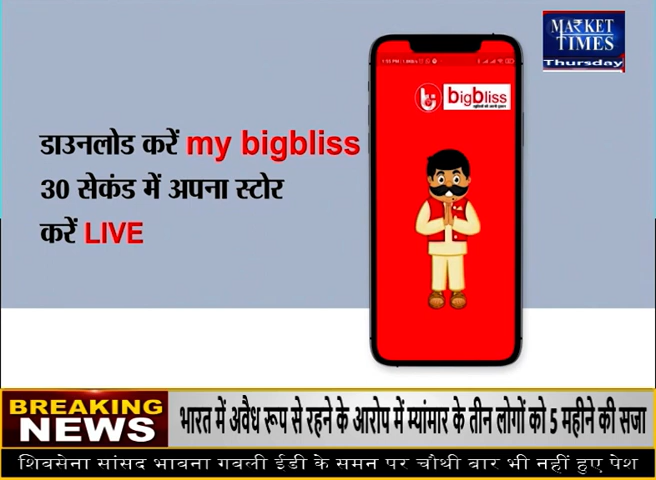 MARKET
TIMES
Thursday
bigbliss
डाउनलोड करें my bigbliss
30 सेकंड में अपना स्टोर
करें LIVE
BREAKING
NEWS
भारत में अवैध रूप से रहने के आरोप में म्यांमार के तीन लोगों को 5 महीने की सजा
शिवसेना सांसद भावना गवली ईडी के समन पर चौथी बार भी नहीं हुए पेश